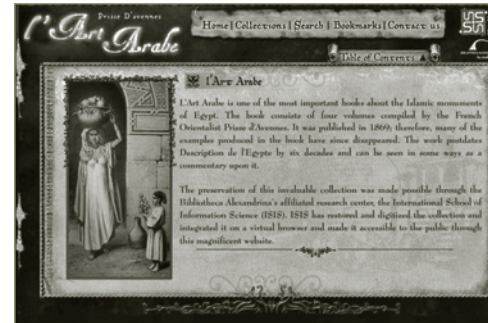 Prisse D'avennes
l'Art Arabe
Home | Collections | Search | Bookmarks | Contact us
Table of Contents
l'Art Arabe
L'Art Arabe is one of the most important books about the Islamic monuments
of Egypt. The book consists of four volumes compiled by the French
Orientalist Prisse d'Avennes. It was published in 1869; therefore, many of the
examples produced in the book have since disappeared. The work postdates
Description de l'Egypte by six decades and can be seen in some ways as a
commentary upon it.
The preservation of this invaluable collection was made possible through the
Bibliotheca Alexandrina's affiliated research center, the International School of
Information Science (ISIS). ISIS has restored and digitized the collection and
integrated it on a virtual browser and made it accessible to the public through
this magnificent website.